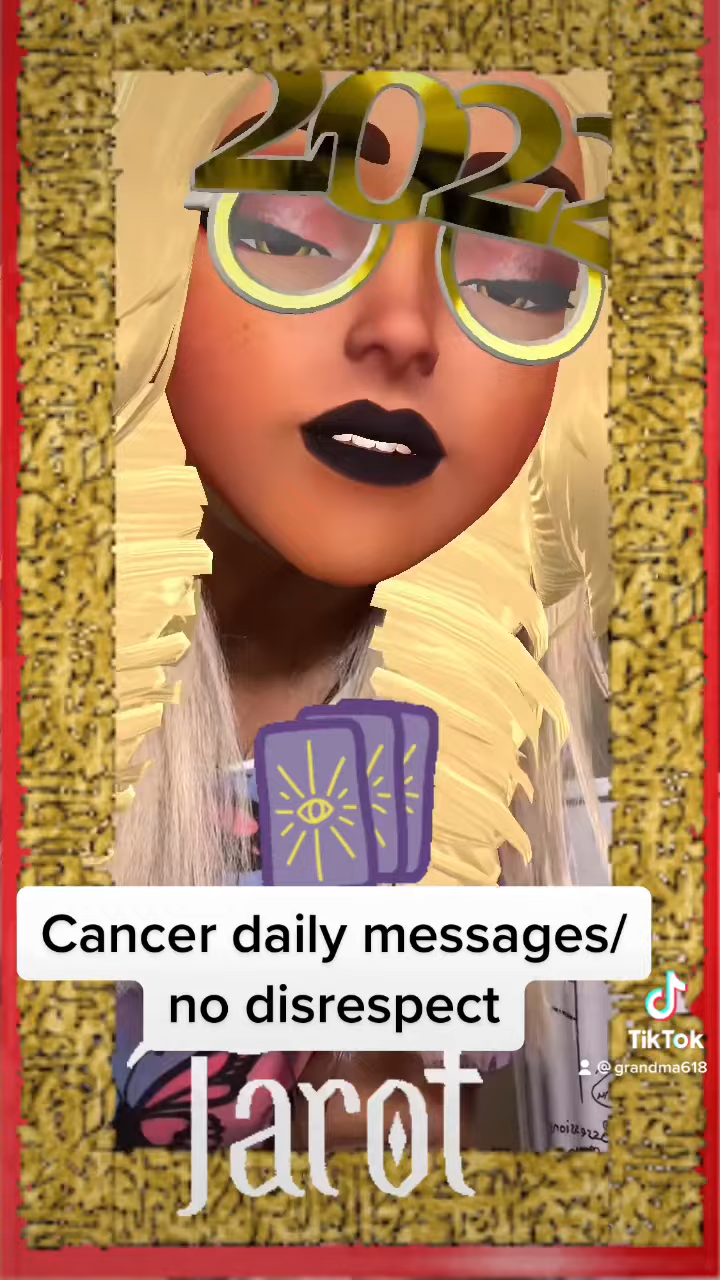 2022
Cancer daily messages/
no disrespect
TikTok
@grandma618
Tarot